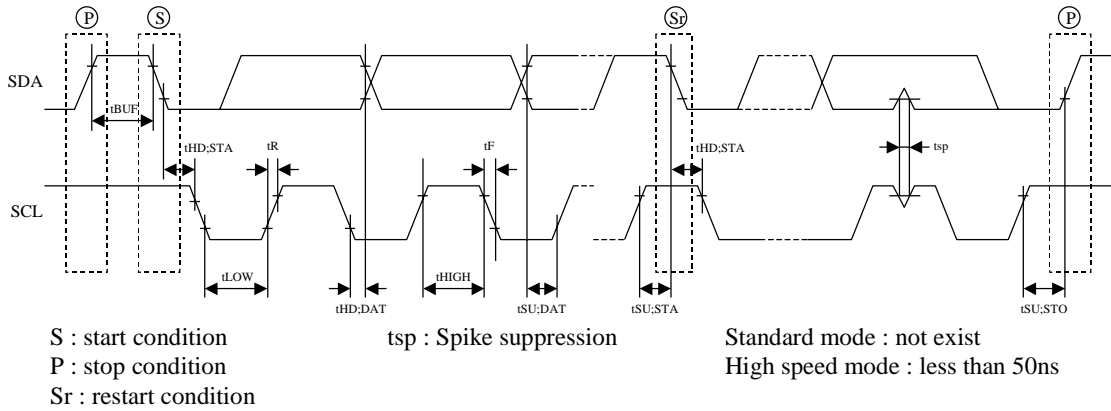 P S Sr P
SDA
tBUF
tHD;STA tR tF tHD;STA tsp
SCL
tLOW tHD;DAT tHIGH tSU;DAT tSU;STA tSU;STO
S : start condition tsp : Spike suppression Standard mode : not exist
P : stop condition High speed mode : less than 50ns
Sr : restart condition